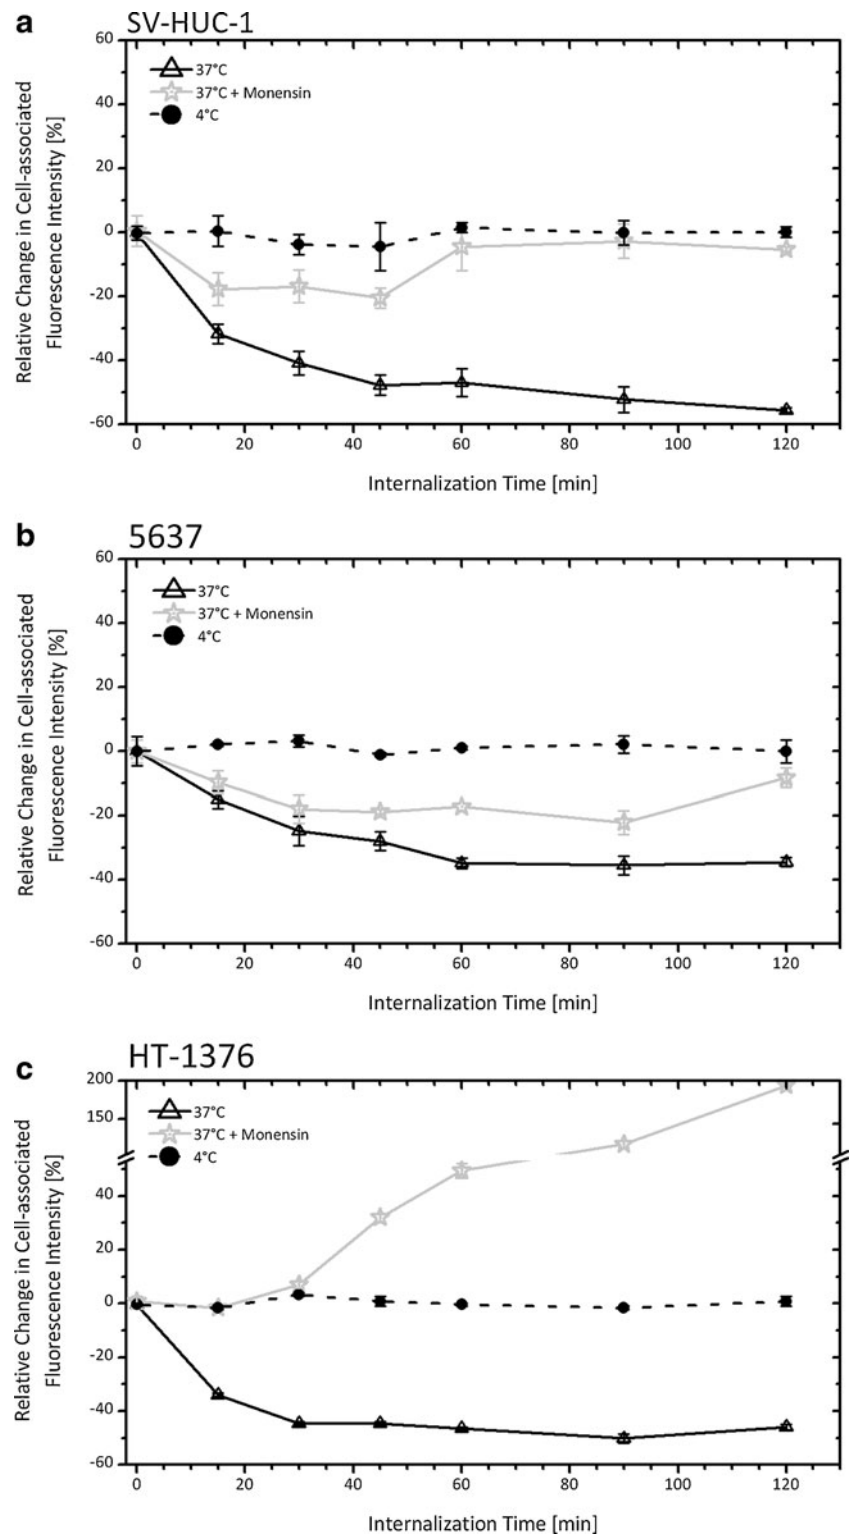 a
SV-HUC-1
Relative Change in Cell-associated
Fluorescence Intensity [%]
60
40
20
0
-20
-40
-60
37°C
37°C + Monensin
4°C
0 20 40 60 80 100 120
Internalization Time [min]
b
5637
Relative Change in Cell-associated
Fluorescence Intensity [%]
60
40
20
0
-20
-40
-60
37°C
37°C + Monensin
4°C
0 20 40 60 80 100 120
Internalization Time [min]
c
HT-1376
Relative Change in Cell-associated
Fluorescence Intensity [%]
200
150
40
20
0
-20
-40
-60
37°C
37°C + Monensin
4°C
0 20 40 60 80 100 120
Internalization Time [min]